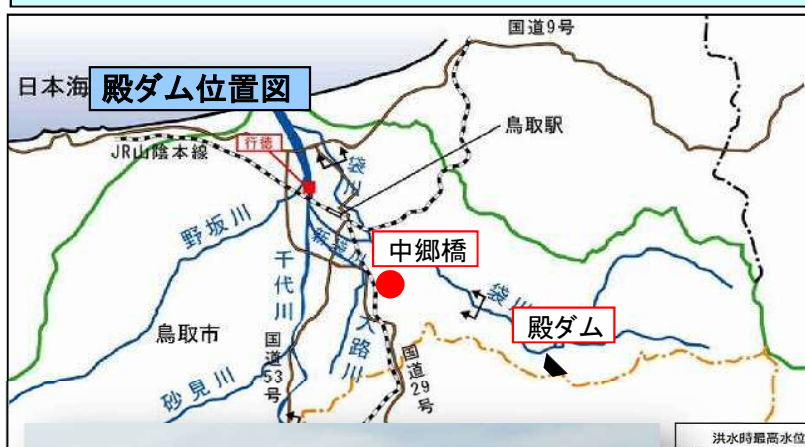 国道9号
日本海
殿ダム位置図
鳥取駅
JR山陰本線
行徳
袋川
野坂川
新袋川
中郷橋
千代川
袋川
殿ダム
鳥取市
大路川
国道53号
国道29号
砂見川
洪水時最高水位